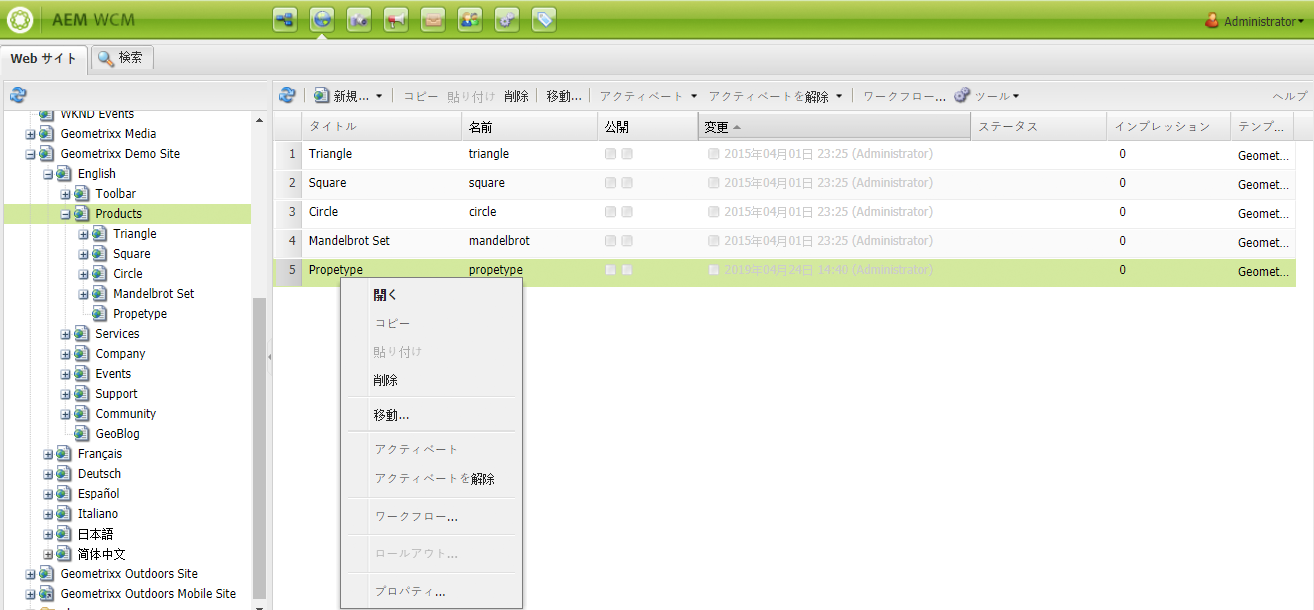 AEM WCM
Administrator
Web サイト
検索
新規...
コピー
貼り付け
削除
移動...
アクティベート
アクティベートを解除
ワークフロー...
ツール
ヘルプ
WKND Events
Geometrixx Media
Geometrixx Demo Site
English
Toolbar
Products
Triangle
Square
Circle
Mandelbrot Set
Propetype
Services
Company
Events
Support
Community
GeoBlog
Français
Deutsch
Español
Italiano
日本語
简体中文
Geometrixx Outdoors Site
Geometrixx Outdoors Mobile Site
タイトル 名前 公開 変更 ステータス インプレッション テンプ...
1 Triangle triangle 2015年04月01日 23:25 (Administrator) 0 Geomet...
2 Square square 2015年04月01日 23:25 (Administrator) 0 Geomet...
3 Circle circle 2015年04月01日 23:25 (Administrator) 0 Geomet...
4 Mandelbrot Set mandelbrot 2015年04月01日 23:25 (Administrator) 0 Geomet...
5 Propetype propetype 2019年04月24日 14:40 (Administrator) 0 Geomet...
開く
コピー
貼り付け
削除
移動...
アクティベート
アクティベートを解除
ワークフロー...
ロールアウト...
プロパティ...